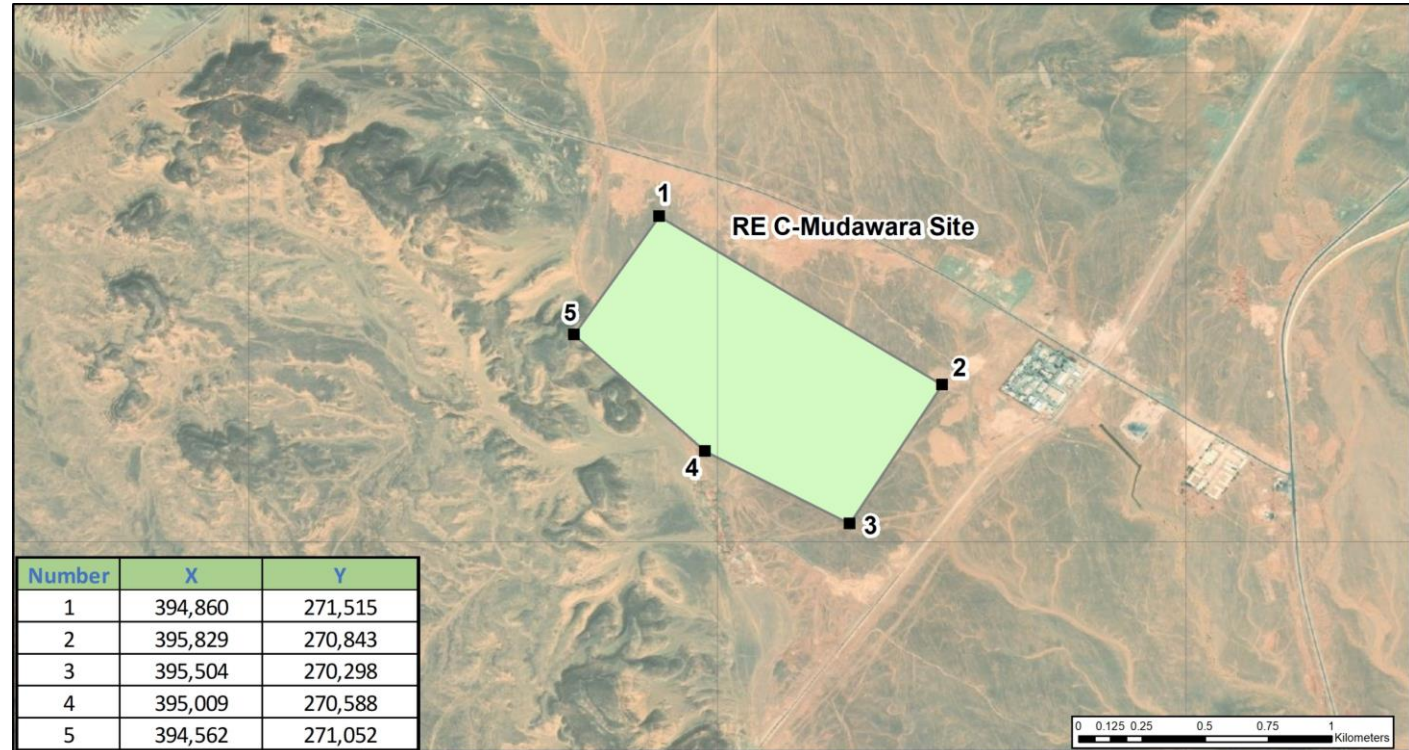 1
RE C-Mudawara Site
5
2
4
3
Number X Y
1 394,860 271,515
2 395,829 270,843
3 395,504 270,298
4 395,009 270,588
5 394,562 271,052
0 0.125 0.25 0.5 0.75 1
Kilometers